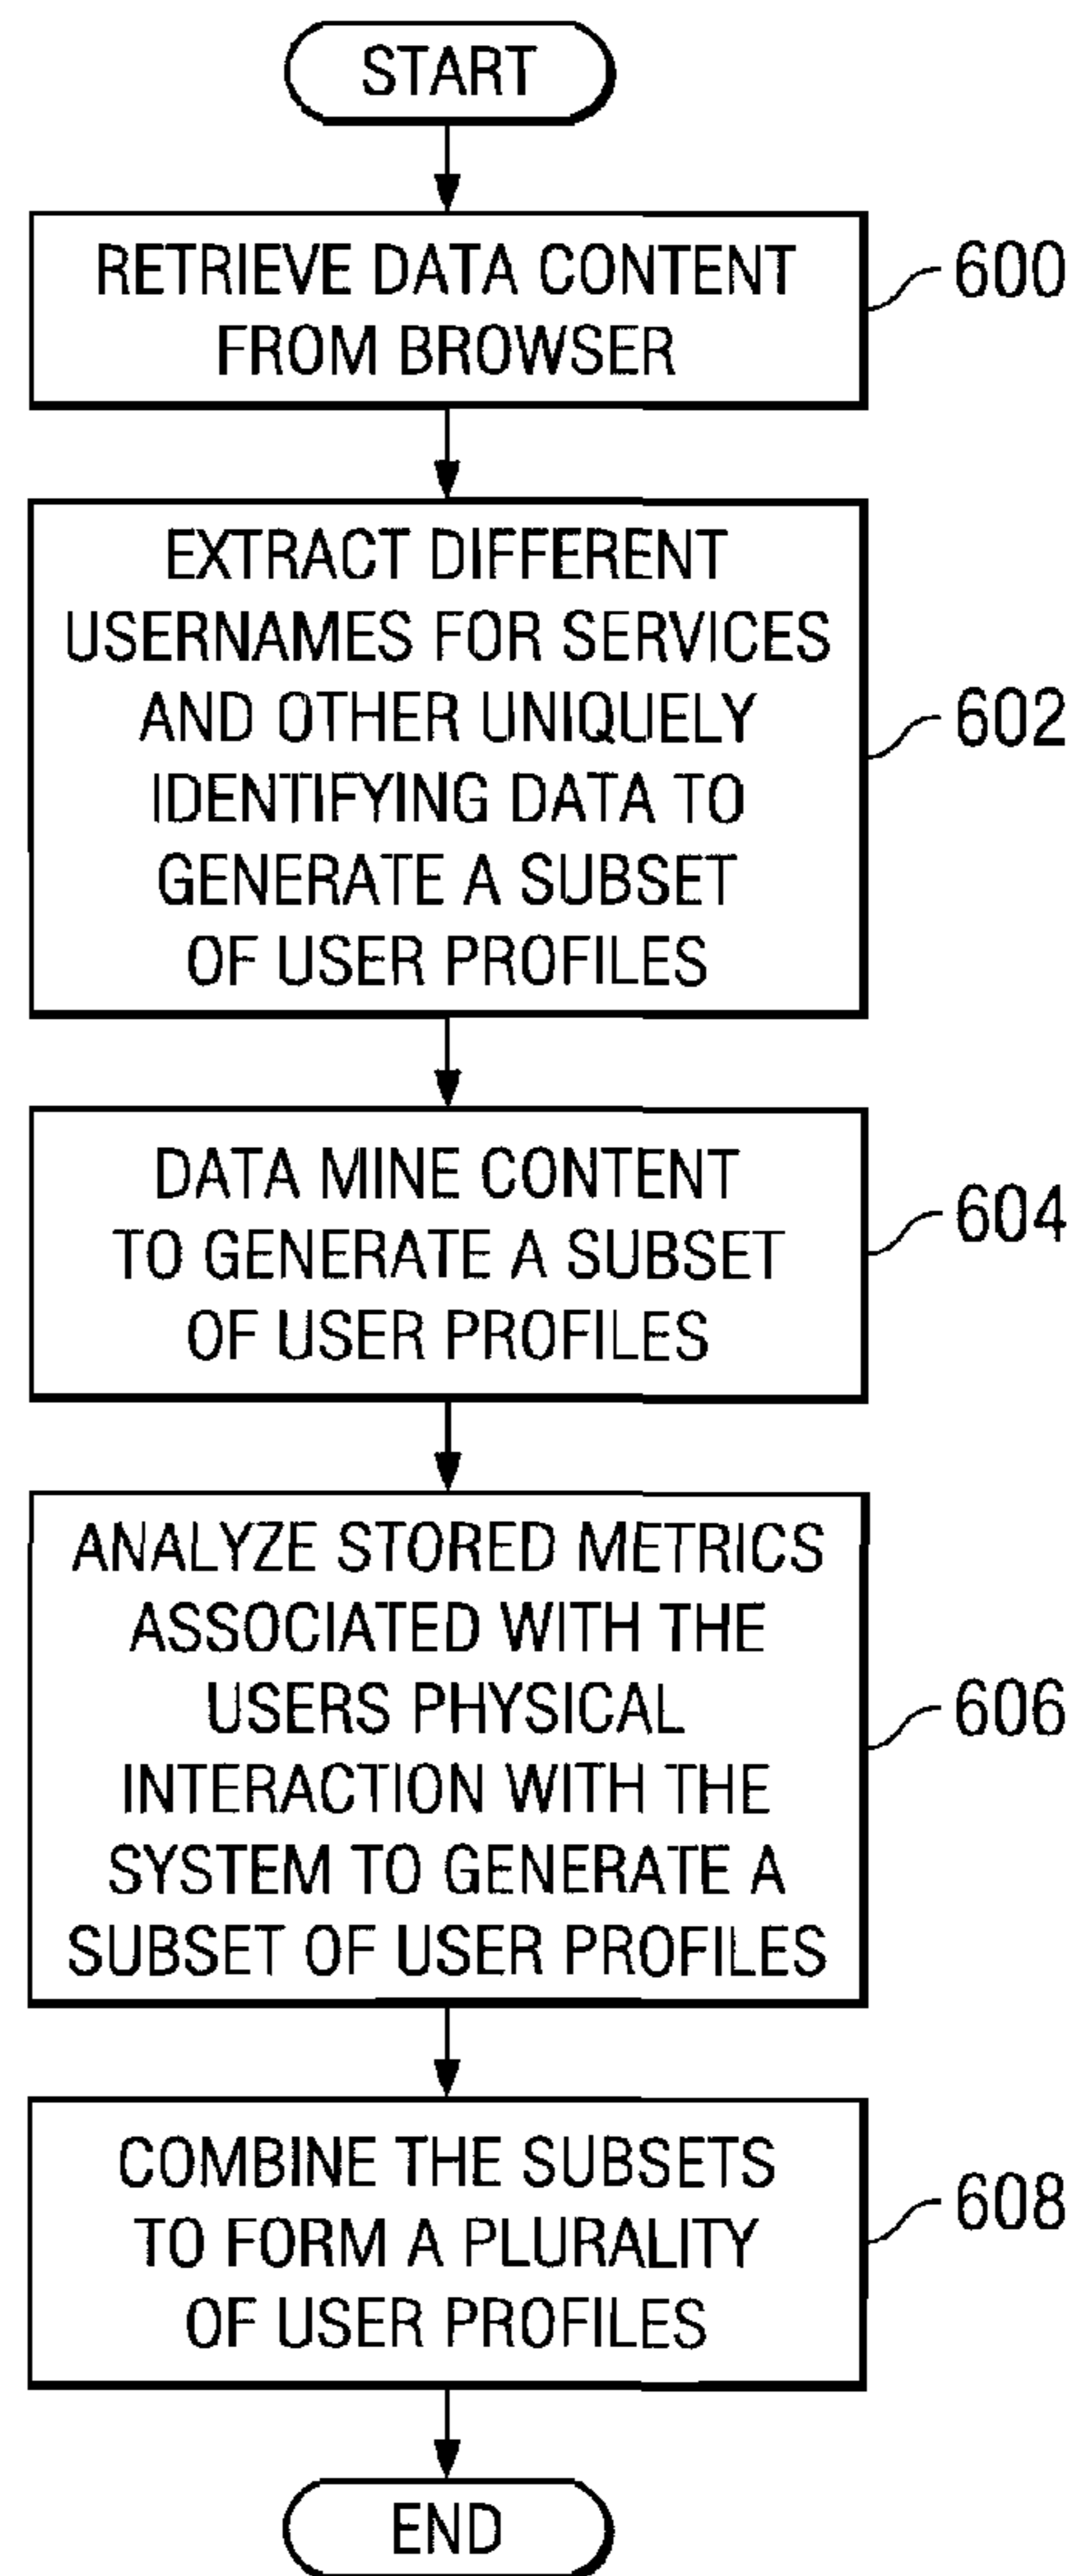 START
RETRIEVE DATA CONTENT
FROM BROWSER
600
EXTRACT DIFFERENT
USERNAMES FOR SERVICES
AND OTHER UNIQUELY
IDENTIFYING DATA TO
GENERATE A SUBSET
OF USER PROFILES
602
DATA MINE CONTENT
TO GENERATE A SUBSET
OF USER PROFILES
604
ANALYZE STORED METRICS
ASSOCIATED WITH THE
USERS PHYSICAL
INTERACTION WITH THE
SYSTEM TO GENERATE A
SUBSET OF USER PROFILES
606
COMBINE THE SUBSETS
TO FORM A PLURALITY
OF USER PROFILES
608
END